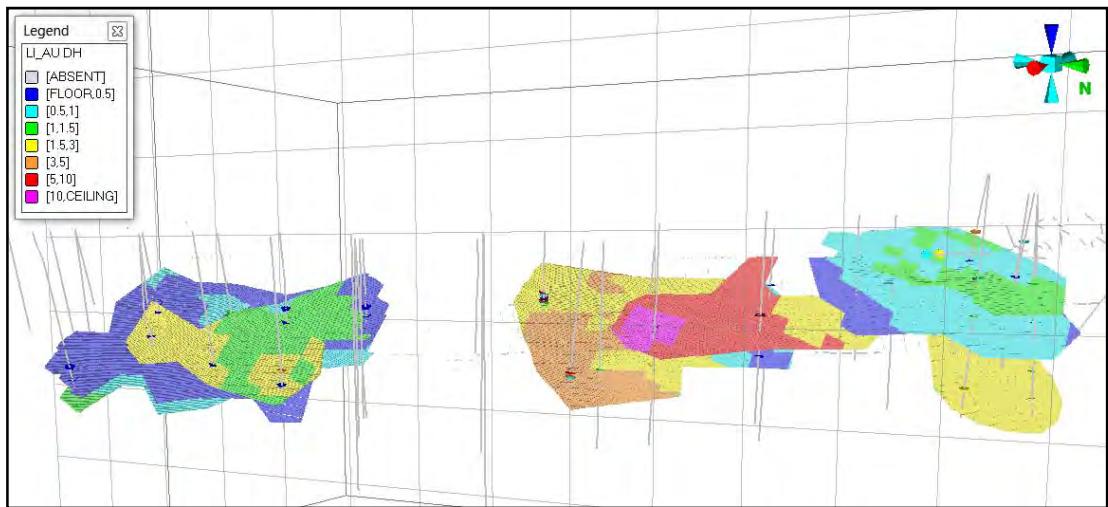 Legend
LI_AU DH
[ABSENT]
[FLOOR,0.5]
[0.5,1]
[1,1.5]
[1.5,3]
[3,5]
[5,10]
[10,CEILING]
N